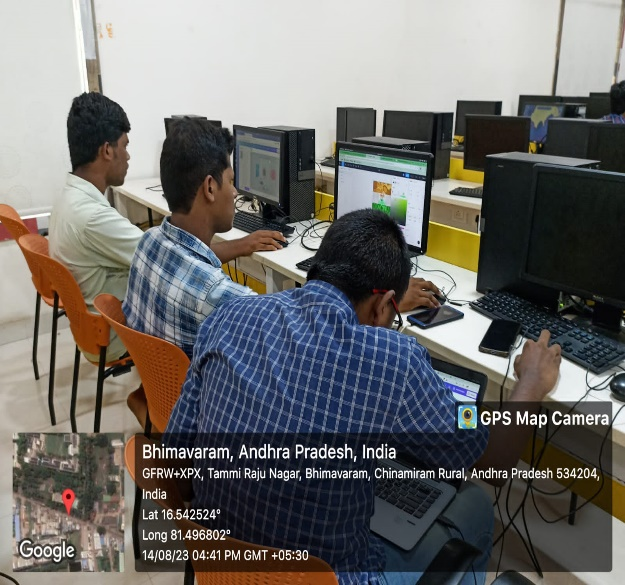 GPS Map Camera
Bhimavaram, Andhra Pradesh, India
GFRW+XPX, Tammi Raju Nagar, Bhimavaram, Chinamiram Rural, Andhra Pradesh 534204,
India
Lat 16.542524°
Long 81.496802°
14/08/23 04:41 PM GMT +05:30
Google